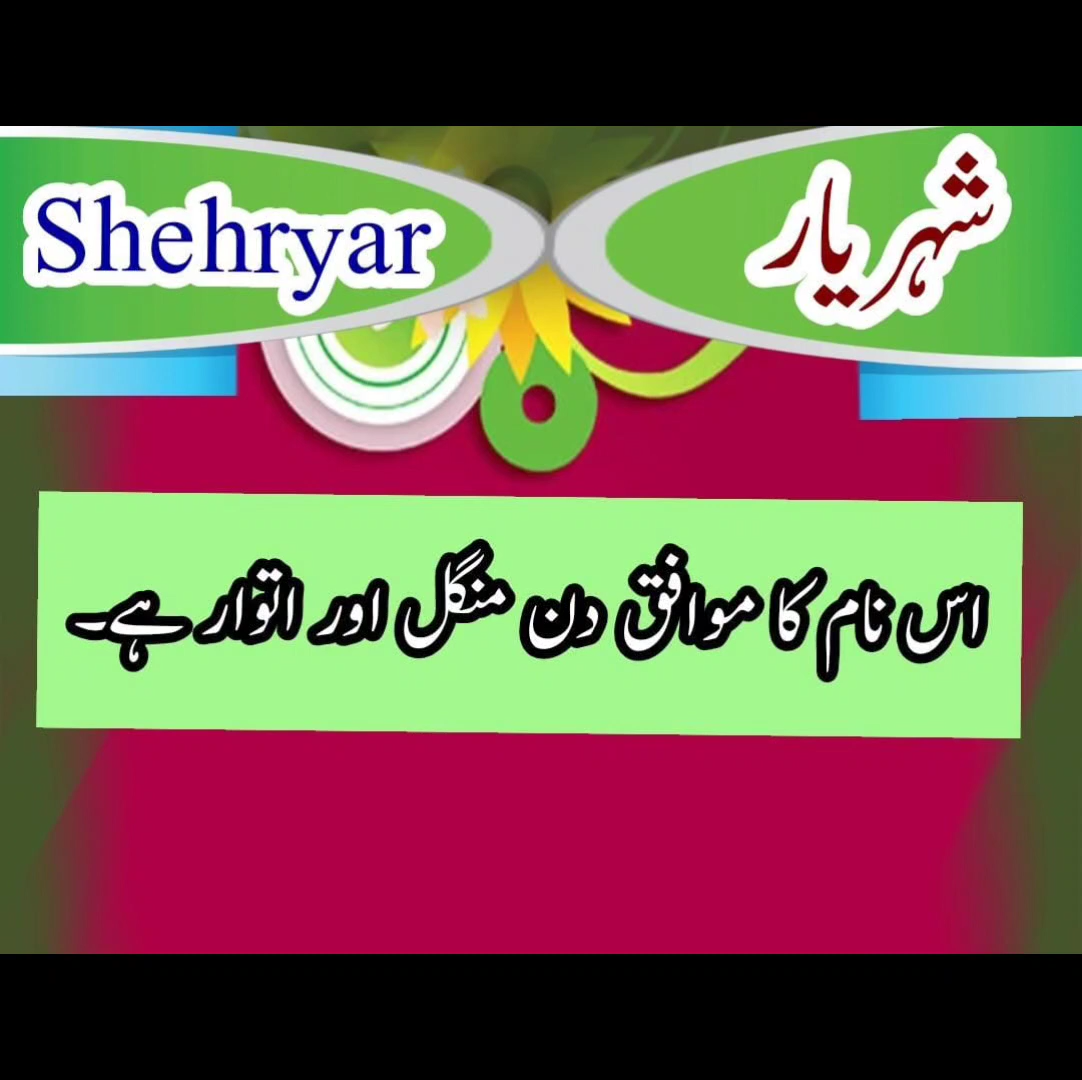 Shehryar
شہریار
اس نام کا موافق دن منگل اور اتوار ہے۔